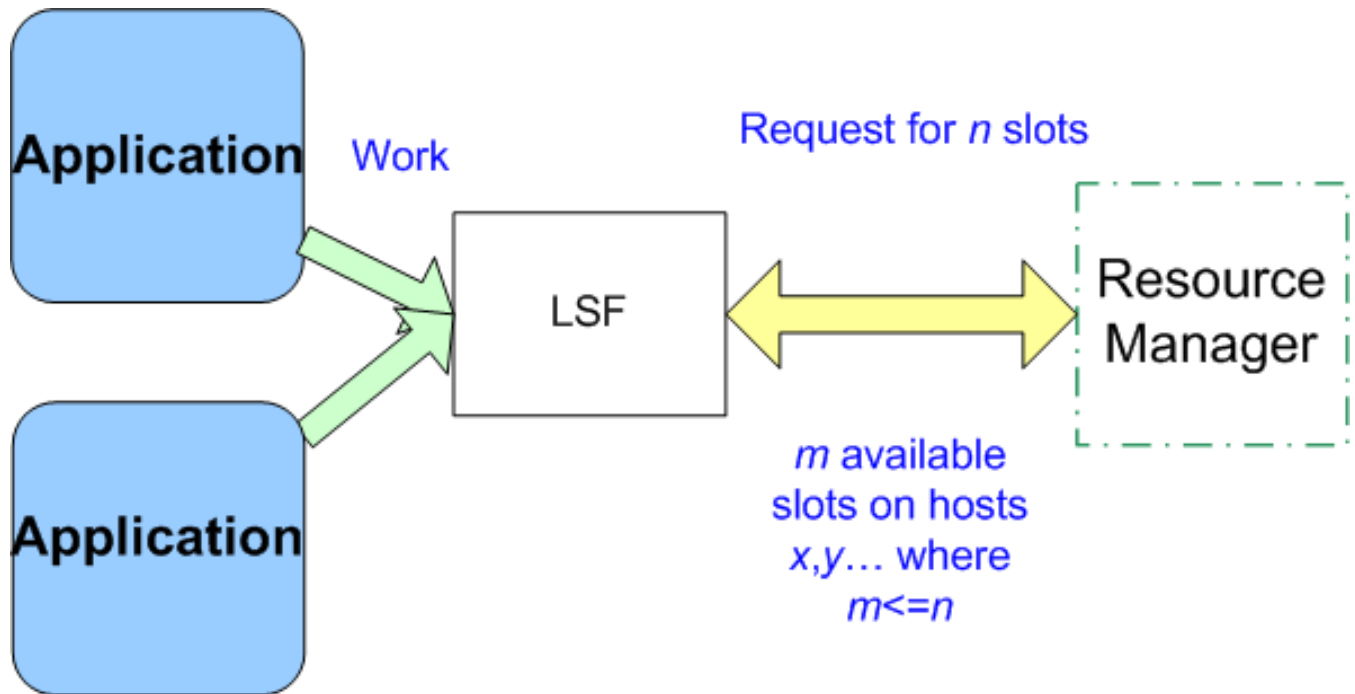 Application
Work
Request for n slots
LSF
Resource
Manager
m available
slots on hosts
x,y… where
m<=n
Application